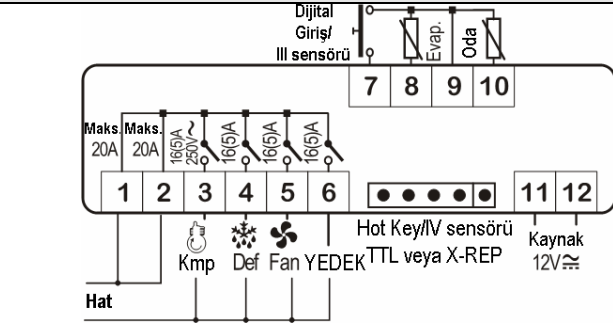 Dijital
Giriş/
III sensörü
Evap.
Oda
7 8 9 10
Maks. Maks.
20A 20A
16(5)A
250V~
16(5)A
16(5)A
16(5)A
1 2 3 4 5 6
11 12
Hot Key/IV sensörü
TTL veya X-REP
Kaynak
12V≂
Kmp Def Fan YEDEK
Hat